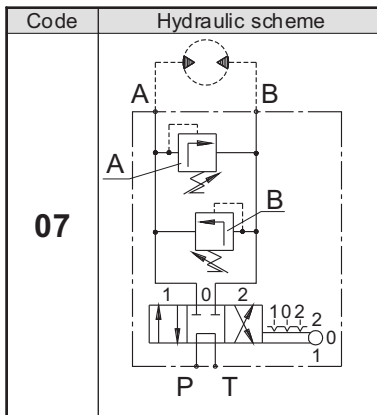 Code Hydraulic scheme
07
A B
A
B
1 0 2
1 0 2 2
0
1
P T